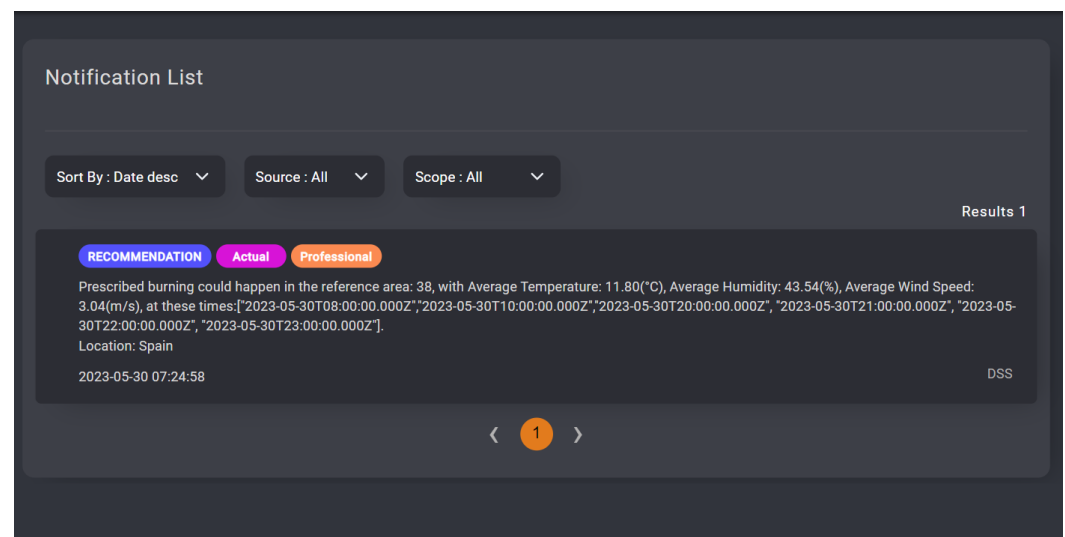 Notification List
Sort By : Date desc
Source : All
Scope : All
Results 1
RECOMMENDATION Actual Professional
Prescribed burning could happen in the reference area: 38, with Average Temperature: 11.80(°C), Average Humidity: 43.54(%), Average Wind Speed:
3.04(m/s), at these times:["2023-05-30T08:00:00.000Z","2023-05-30T10:00:00.000Z","2023-05-30T20:00:00.000Z", "2023-05-30T21:00:00.000Z", "2023-05-
30T22:00:00.000Z", "2023-05-30T23:00:00.000Z"].
Location: Spain
2023-05-30 07:24:58
DSS
1